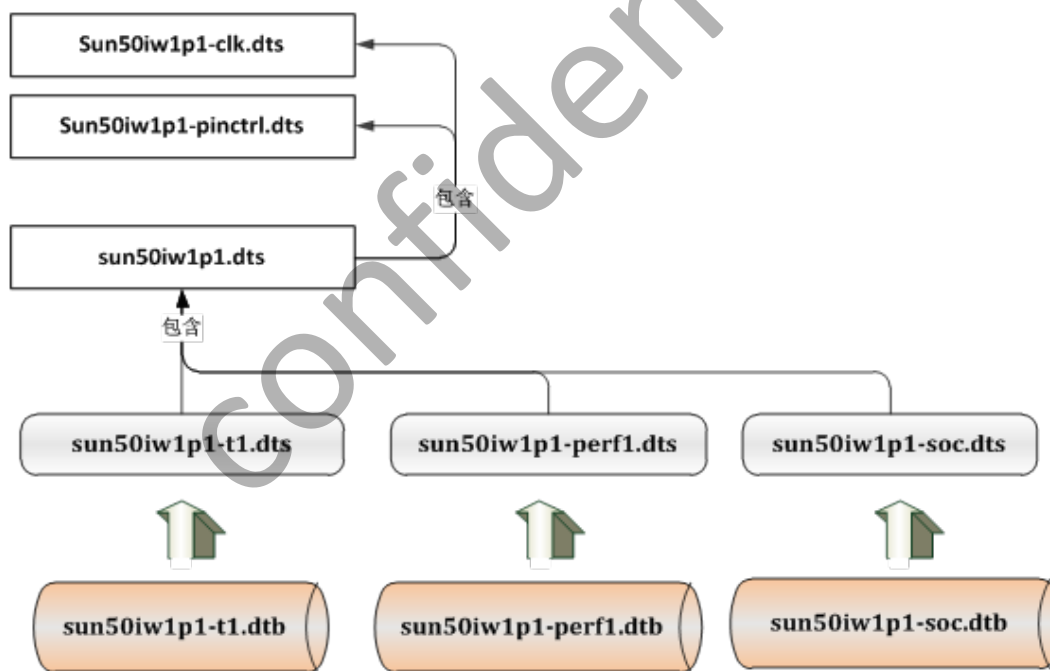 Sun50iw1p1-clk.dts
Sun50iw1p1-pinctrl.dts
包含
sun50iw1p1.dts
包含
sun50iw1p1-t1.dts
sun50iw1p1-perf1.dts
sun50iw1p1-soc.dts
sun50iw1p1-t1.dtb
sun50iw1p1-perf1.dtb
sun50iw1p1-soc.dtb
confiden